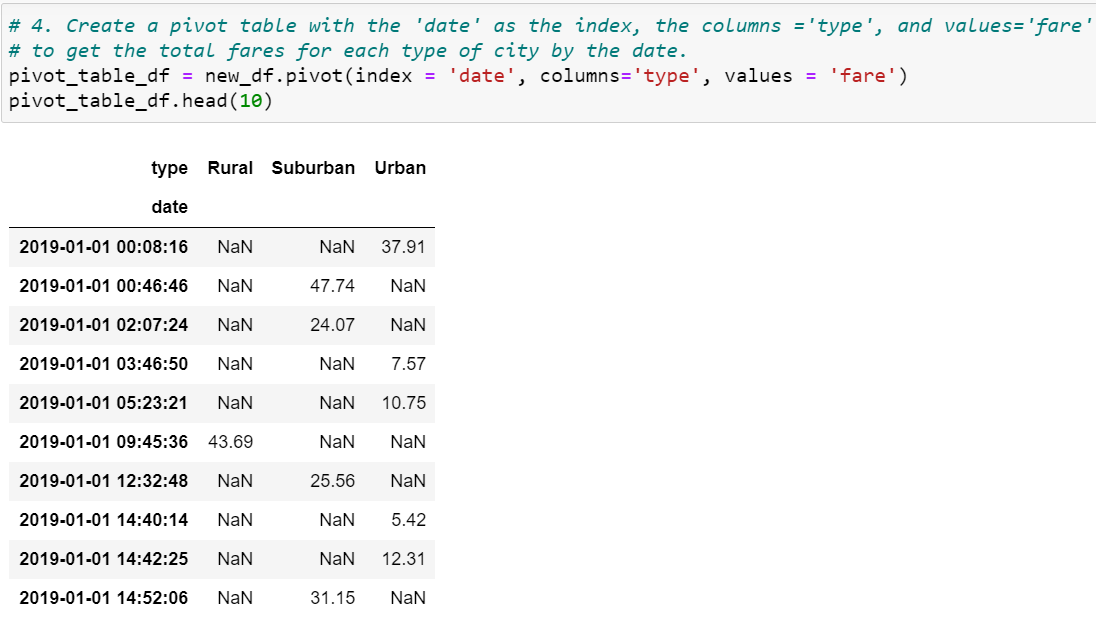 # 4. Create a pivot table with the 'date' as the index, the columns ='type', and values='fare'
# to get the total fares for each type of city by the date.
pivot_table_df = new_df.pivot(index = 'date', columns='type', values = 'fare')
pivot_table_df.head(10)
type Rural Suburban Urban
date
2019-01-01 00:08:16 NaN NaN 37.91
2019-01-01 00:46:46 NaN 47.74 NaN
2019-01-01 02:07:24 NaN 24.07 NaN
2019-01-01 03:46:50 NaN NaN 7.57
2019-01-01 05:23:21 NaN NaN 10.75
2019-01-01 09:45:36 43.69 NaN NaN
2019-01-01 12:32:48 NaN 25.56 NaN
2019-01-01 14:40:14 NaN NaN 5.42
2019-01-01 14:42:25 NaN NaN 12.31
2019-01-01 14:52:06 NaN 31.15 NaN